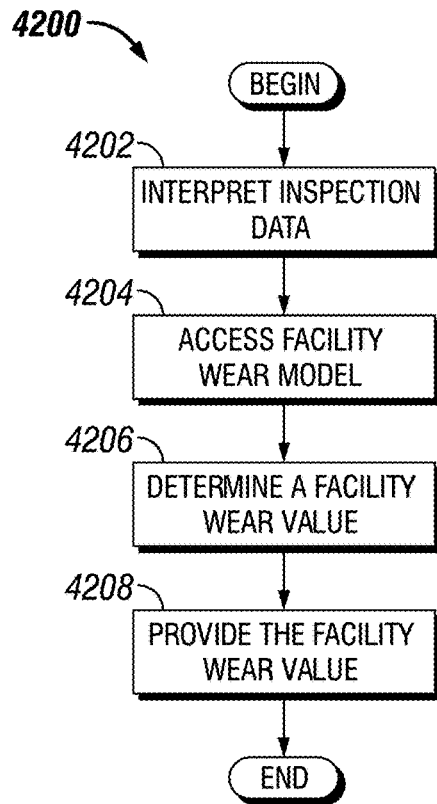 4200
BEGIN
4202
INTERPRET INSPECTION
DATA
4204
ACCESS FACILITY
WEAR MODEL
4206
DETERMINE A FACILITY
WEAR VALUE
4208
PROVIDE THE FACILITY
WEAR VALUE
END